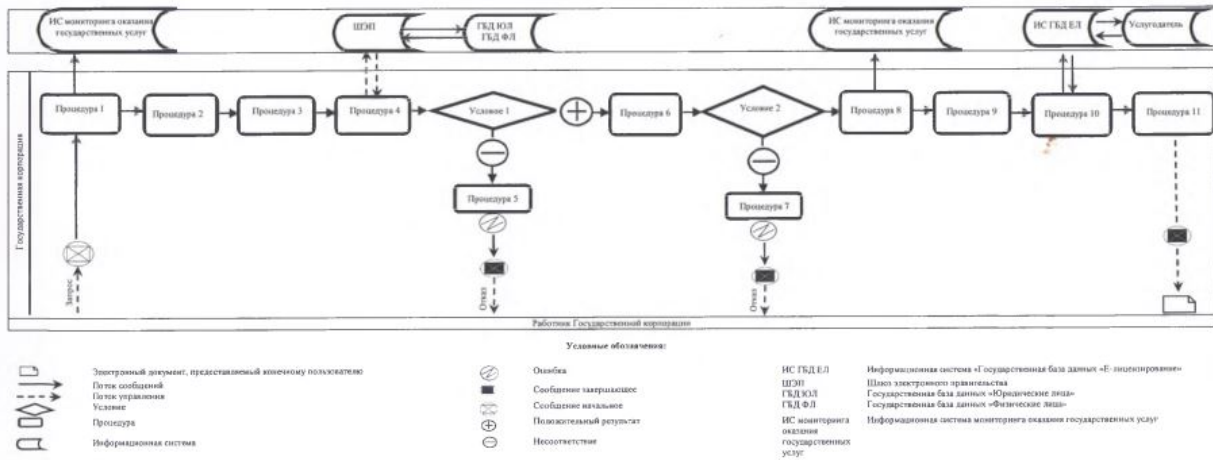 ИС мониторинга оказания
государственных услуг
ШЭП
ГБД ЮЛ
ГБД ФЛ
ИС мониторинга оказания
государственных услуг
ИС ГБД ЕЛ
Услугодатель
Государственная корпорация
Процедура 1
Процедура 2
Процедура 3
Процедура 4
Условие 1
Процедура 6
Условие 2
Процедура 8
Процедура 9
Процедура 10
Процедура 11
Процедура 5
Процедура 7
Запрос
Отказ
Отказ
Работник Государственной корпорации
Условные обозначения:
Электронный документ, предоставляемый конечному пользователю
Поток сообщений
Поток управления
Условие
Процедура
Информационная система
Ошибка
Сообщение завершающее
Сообщение начальное
Положительный результат
Несоответствие
ИС ГБД ЕЛ Информационная система «Государственная база данных «Е-лицензирование»
ШЭП Шлюз электронного правительства
ГБД ЮЛ Государственная база данных «Юридические лица»
ГБД ФЛ Государственная база данных «Физические лица»
ИС мониторинга Информационная система мониторинга оказания государственных услуг
оказания
государственных
услуг